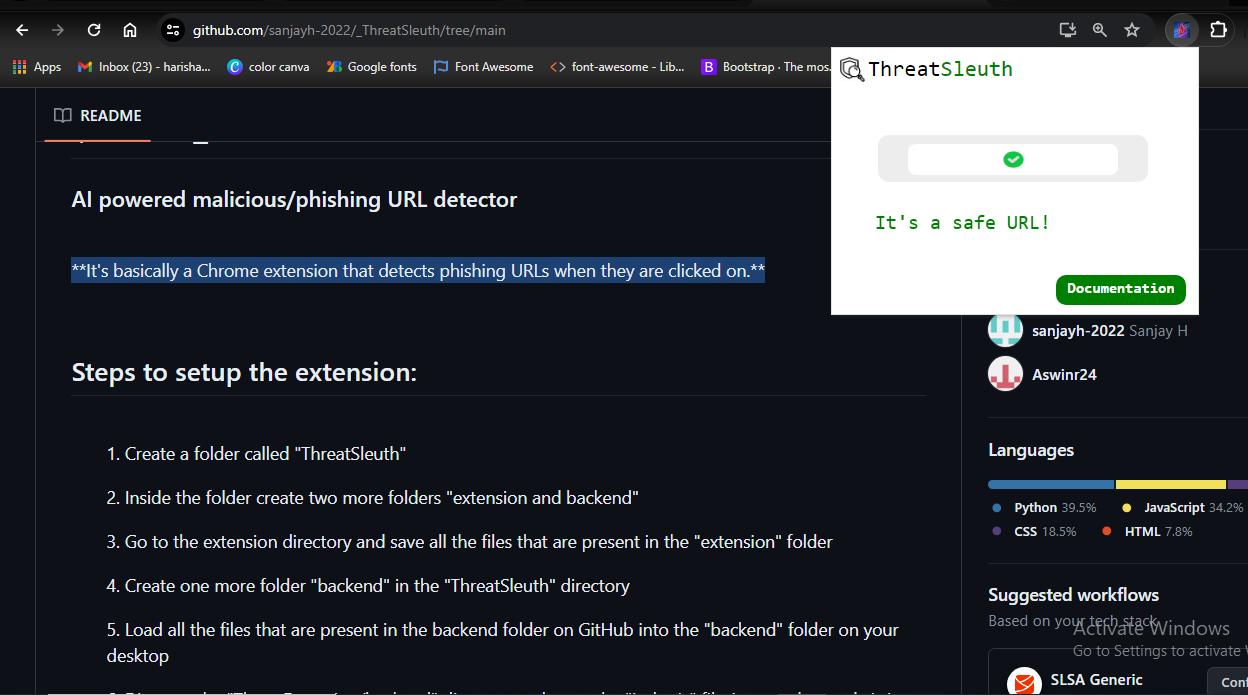 github.com/sanjayh-2022/_ThreatSleuth/tree/main
Apps
Inbox (23) - harisha...
color canva
Google fonts
Font Awesome
font-awesome - Lib...
B
Bootstrap · The mos.
ThreatSleuth
It's a safe URL!
Documentation
README
AI powered malicious/phishing URL detector
**It's basically a Chrome extension that detects phishing URLs when they are clicked on.**
Steps to setup the extension:
1. Create a folder called "ThreatSleuth"
2. Inside the folder create two more folders "extension and backend"
3. Go to the extension directory and save all the files that are present in the "extension" folder
4. Create one more folder "backend" in the "ThreatSleuth" directory
5. Load all the files that are present in the backend folder on GitHub into the "backend" folder on your
desktop
sanjayh-2022 Sanjay H
Aswinr24
Languages
Python 39.5%
JavaScript 34.2%
CSS 18.5%
HTML 7.8%
Suggested workflows
Based on your tech stack
Activate Windows
Go to Settings to activate
SLSA Generic